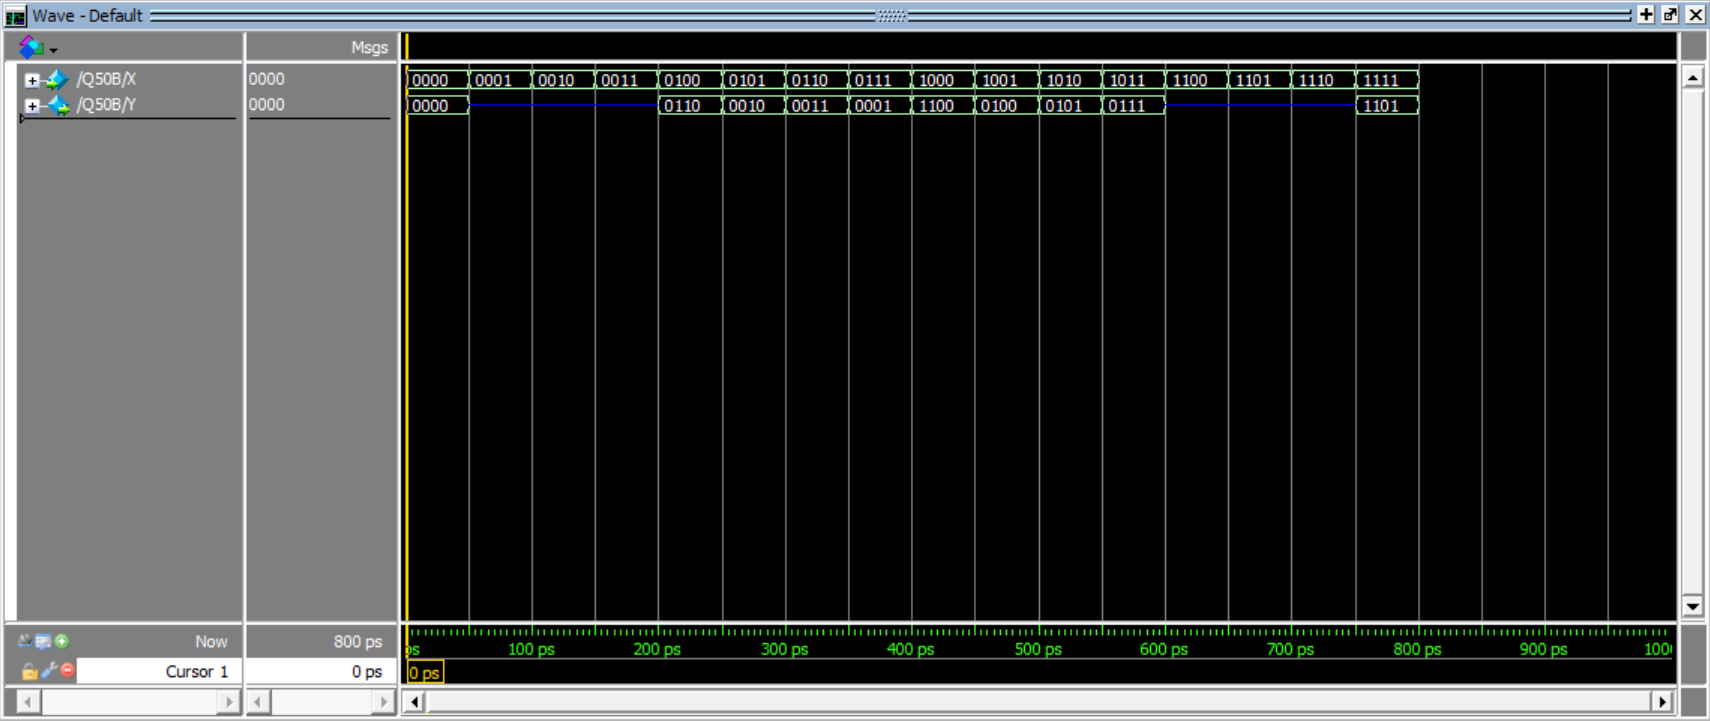 Wave - Default
Msgs
/Q50B/X 0000 0000 0001 0010 0011 0100 0101 0110 0111 1000 1001 1010 1011 1100 1101 1110 1111
/Q50B/Y 0000 0000 0110 0010 0011 0001 1100 0100 0101 0111 1101
Now 800 ps ps 100 ps 200 ps 300 ps 400 ps 500 ps 600 ps 700 ps 800 ps 900 ps 100
Cursor 1 0 ps 0 ps